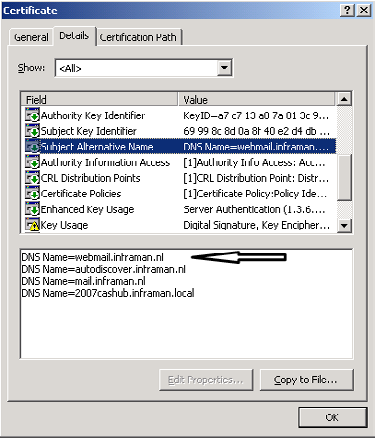 Certificate
General Details Certification Path
Show: <All>
Field Value
Authority Key Identifier KeyID=a7 c7 13 a0 7a 01 3c 9...
Subject Key Identifier 69 99 8c 8d 0a 8f 40 e2 d4 db ...
Subject Alternative Name DNS Name=webmail.inframan....
Authority Information Access [1]Authority Info Access: Acc...
CRL Distribution Points [1]CRL Distribution Point: Distr...
Certificate Policies [1]Certificate Policy:Policy Ide...
Enhanced Key Usage Server Authentication (1.3.6....
Key Usage Digital Signature, Key Encipher...
DNS Name=webmail.inframan.nl
DNS Name=autodiscover.inframan.nl
DNS Name=mail.inframan.nl
DNS Name=2007cashub.inframan.local
Edit Properties... Copy to File...
OK